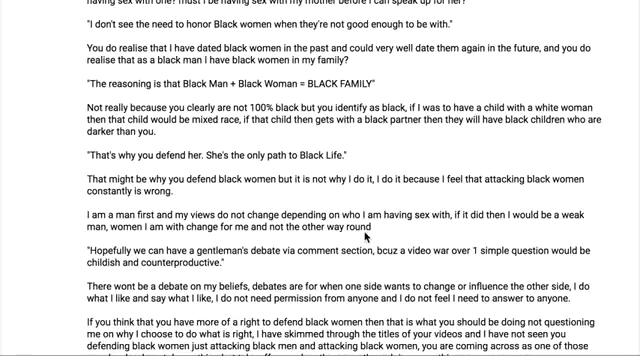 having sex with one? must I be having sex with my mother before I can speak up for her?
"I don't see the need to honor Black women when they're not good enough to be with."
You do realise that I have dated black women in the past and could very well date them again in the future, and you do
realise that as a black man I have black women in my family?
"The reasoning is that Black Man + Black Woman = BLACK FAMILY"
Not really because you clearly are not 100% black but you identify as black, if I was to have a child with a white woman
then that child would be mixed race, if that child then gets with a black partner then they will have black children who are
darker than you.
"That's why you defend her. She's the only path to Black Life."
That might be why you defend black women but it is not why I do it, I do it because I feel that attacking black women
constantly is wrong.
I am a man first and my views do not change depending on who I am having sex with, if it did then I would be a weak
man, women I am with change for me and not the other way round
"Hopefully we can have a gentleman's debate via comment section, bcuz a video war over 1 simple question would be
childish and counterproductive."
There wont be a debate on my beliefs, debates are for when one side wants to change or influence the other side, I do
what I like and say what I like, I do not need permission from anyone and I do not feel I need to answer to anyone.
If you think that you have more of a right to defend black women then that is what you should be doing not questioning
me on why I choose to do what is right, I have skimmed through the titles of your videos and I have not seen you
defending black women just attacking black men and attacking black women, you are coming across as one of those